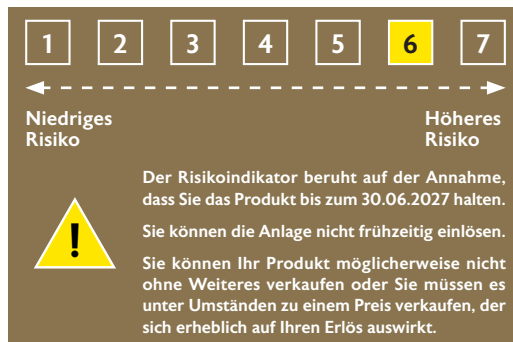 1 2 3 4 5 6 7
Niedriges Risiko
Höheres Risiko
Der Risikoindikator beruht auf der Annahme,
dass Sie das Produkt bis zum 30.06.2027 halten.
!
Sie können die Anlage nicht frühzeitig einlösen.
Sie können Ihr Produkt möglicherweise nicht
ohne Weiteres verkaufen oder Sie müssen es
unter Umständen zu einem Preis verkaufen, der
sich erheblich auf Ihren Erlös auswirkt.